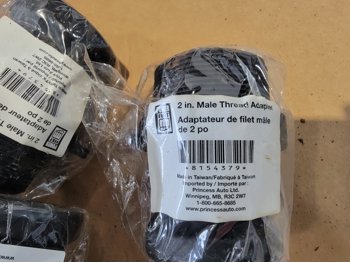 2 in. Male Thread Adapter
Adaptateur de filet mâle
de 2 po
8154379
Made in Taiwan/Fabriqué à Taiwan
Imported by / Importé par :
Princess Auto Ltd.
Winnipeg, MB, R3C 2W7
1-800-665-8685
www.princessauto.com
2 in. Male T
Adaptateur de
de 2 po
www.